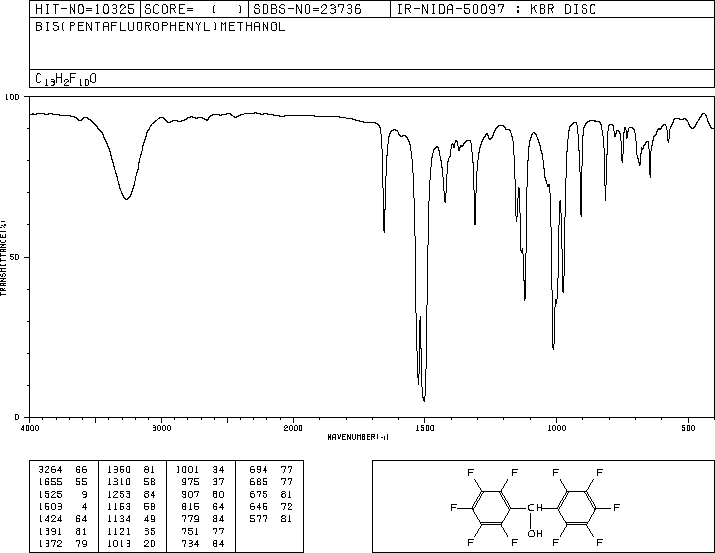 HIT-NO=10325 SCORE= ( ) SDBS-NO=23736 IR-NIDA-50097 : KBR DISC
BIS(PENTAFLUOROPHENYL)METHANOL
C13H2F10O
100
50
0
TRANSMITTANCE(%)
4000 3000 2000 1500 1000 500
WAVENUMBER(-1)
3264 66 1360 81 1001 34 694 77
1655 55 1310 58 975 37 685 77
1525 9 1253 84 907 60 675 81
1503 4 1153 58 815 64 646 72
1424 64 1134 49 779 84 577 81
1391 81 1121 35 751 77
1372 79 1013 20 734 84
F F F F
F CH F
F F OH F F